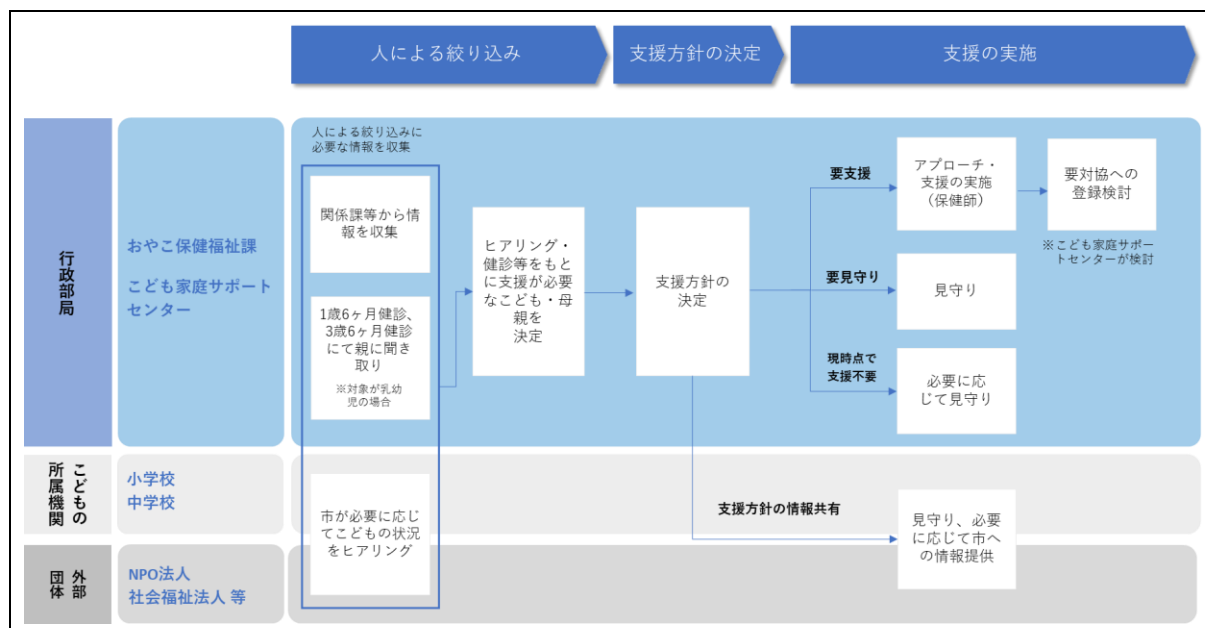 人による絞り込み
支援方針の決定
支援の実施
行政部局
おやこ保健福祉課
こども家庭サポート
センター
人による絞り込みに
必要な情報を収集
関係課等から情
報を収集
1歳6ヶ月健診、
3歳6ヶ月健診
にて親に聞き
取り
※対象が乳幼
児の場合
ヒアリング・
健診等をもと
に支援が必要
なこども・母
親を
決定
支援方針の
決定
要支援
アプローチ・
支援の実施
（保健師）
要対協への
登録検討
※こども家庭サポー
トセンターが検討
要見守り
見守り
現時点で
支援不要
必要に応
じて見守り
こどもの
所属機関
小学校
中学校
市が必要に応じ
てこどもの状況
をヒアリング
支援方針の情報共有
見守り、必要
に応じて市へ
の情報提供
外部
団体
NPO法人
社会福祉法人 等